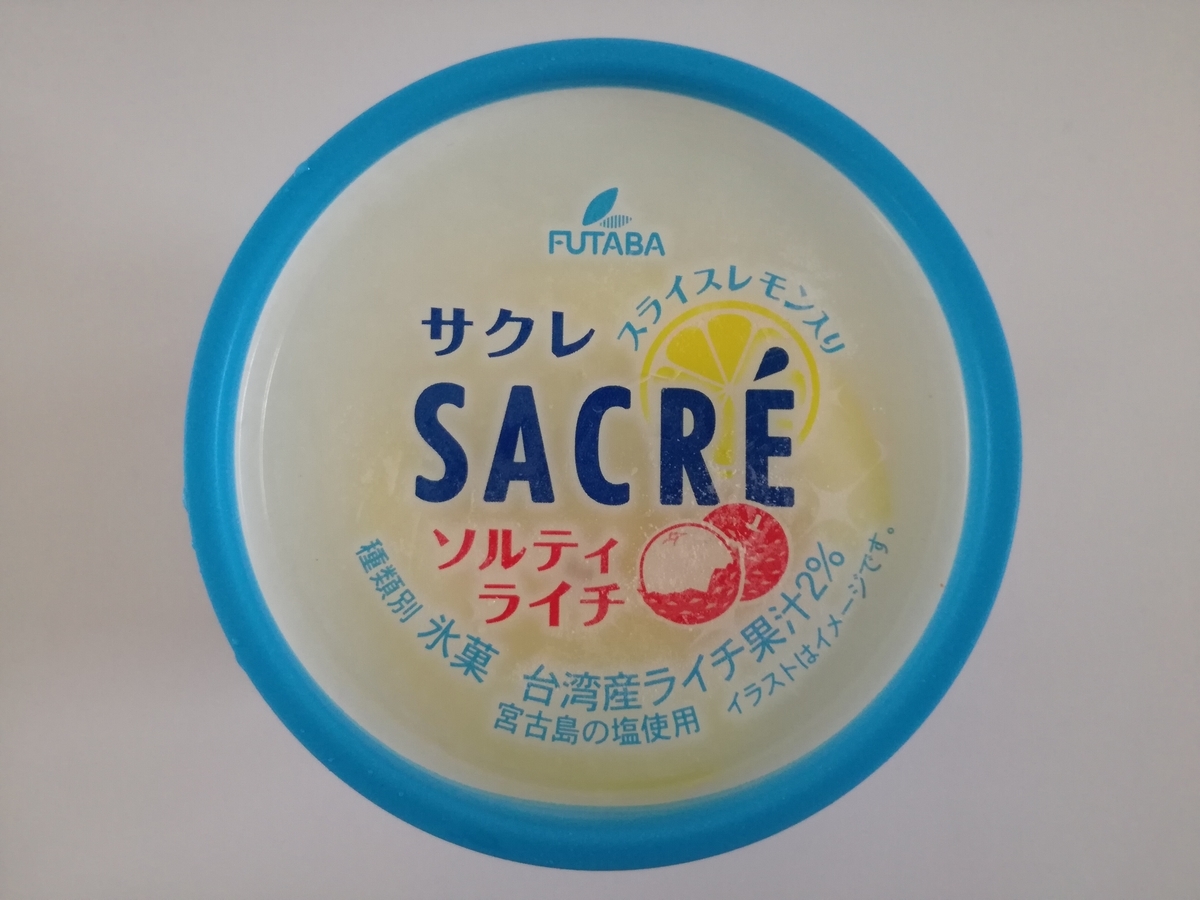 FUTABA
スライスレモン入り
サクレ
SACRÉ
ソルティ
ライチ
種類別 氷菓
台湾産ライチ果汁2%
宮古島の塩使用
イラストはイメージです。